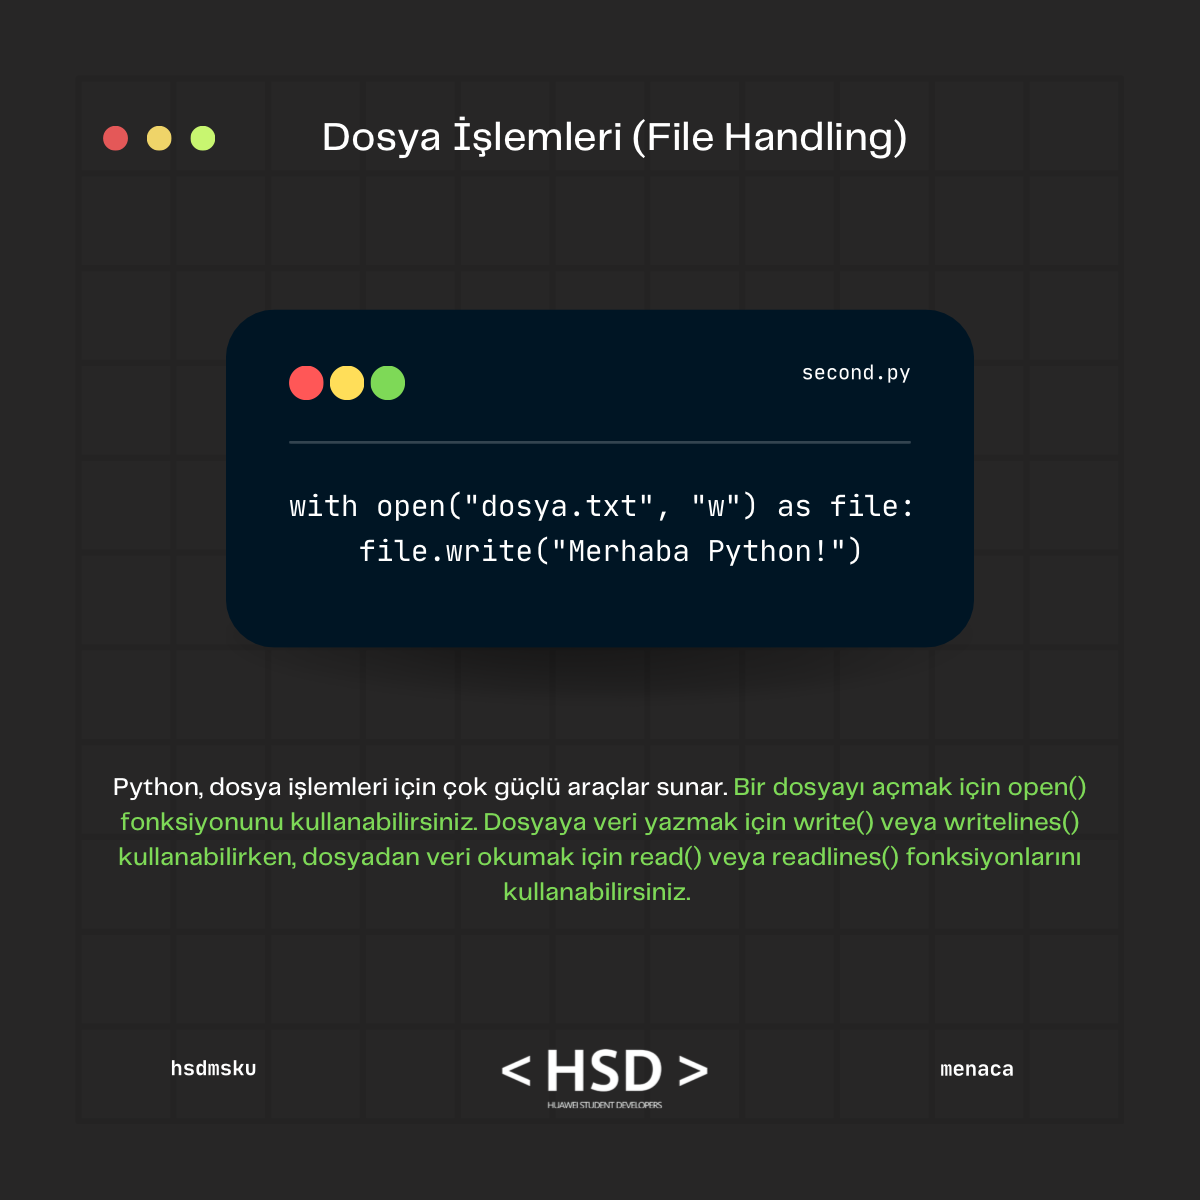 Dosya İşlemleri (File Handling)
second.py
with open("dosya.txt", "w") as file:
    file.write("Merhaba Python!")
Python, dosya işlemleri için çok güçlü araçlar sunar. Bir dosyayı açmak için open()
fonksiyonunu kullanabilirsiniz. Dosyaya veri yazmak için write() veya writelines()
kullanabilirken, dosyadan veri okumak için read() veya readlines() fonksiyonlarını
kullanabilirsiniz.
hsdmsku
< HSD >
HUAWEI STUDENT DEVELOPERS
menaca